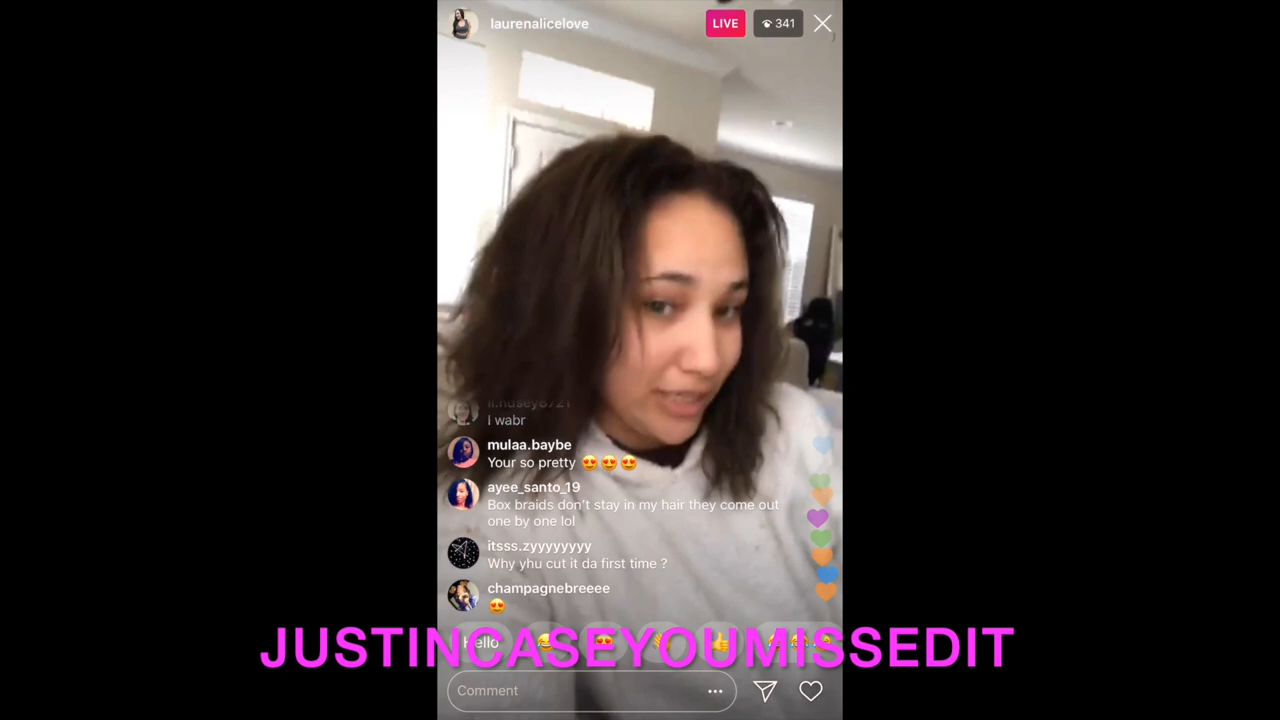 laurenalicelove
LIVE
341
I wabr
mulaa.baybe
Your so pretty 😍😍😍
ayee_santo_19
Box braids don't stay in my hair they come out
one by one lol
itsss.zyyyyyyyy
Why yhu cut it da first time ?
champagnebreeee
😍
Hello
JUSTINCASEYOUMISSEDIT
Comment